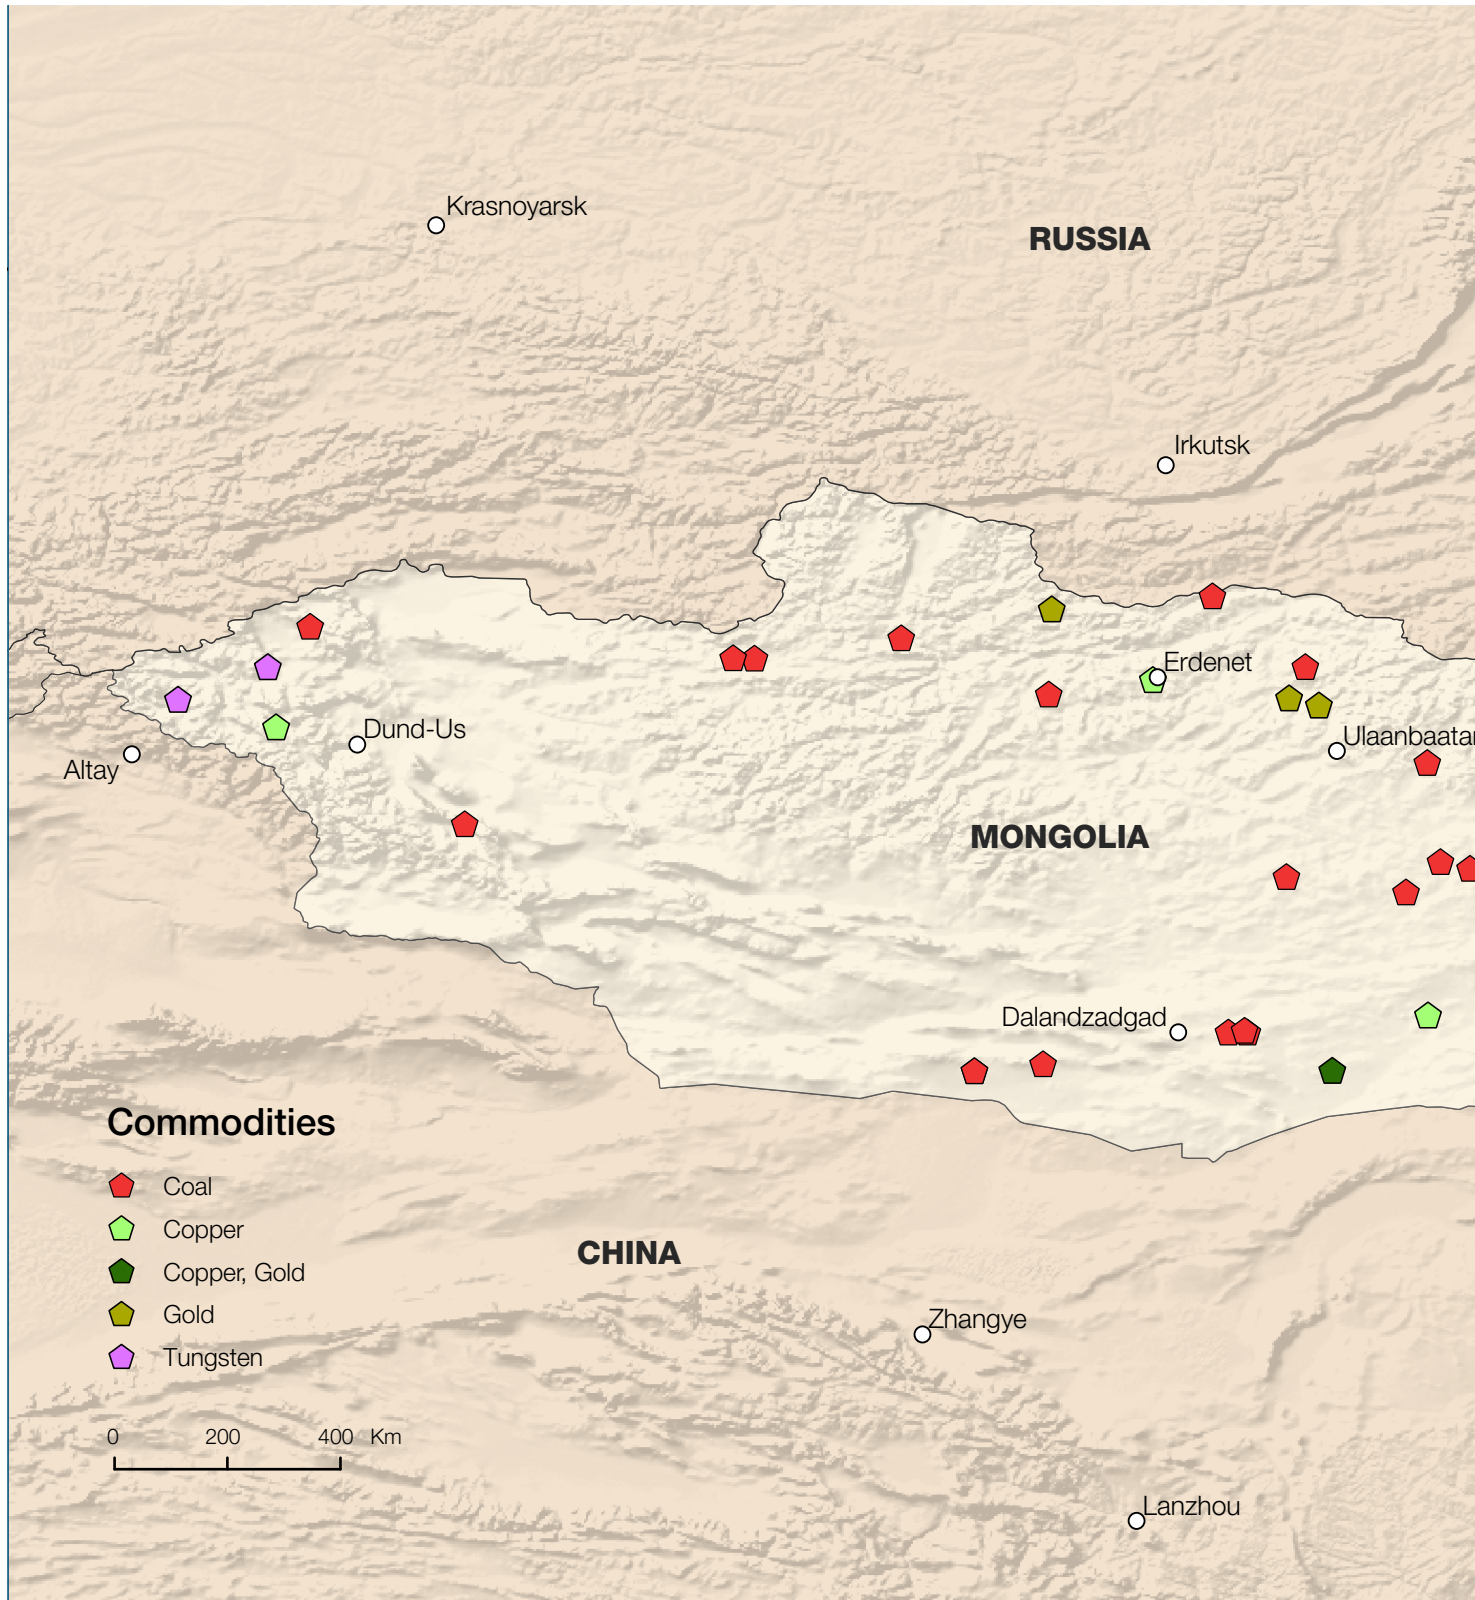 Krasnoyarsk
RUSSIA
Irkutsk
Erdenet
Dund-Us
Ulaanbaatar
Altay
MONGOLIA
Dalandzadgad
Commodities
Coal
Copper
Copper, Gold
Gold
Tungsten
CHINA
Zhangye
0 200 400 Km
Lanzhou